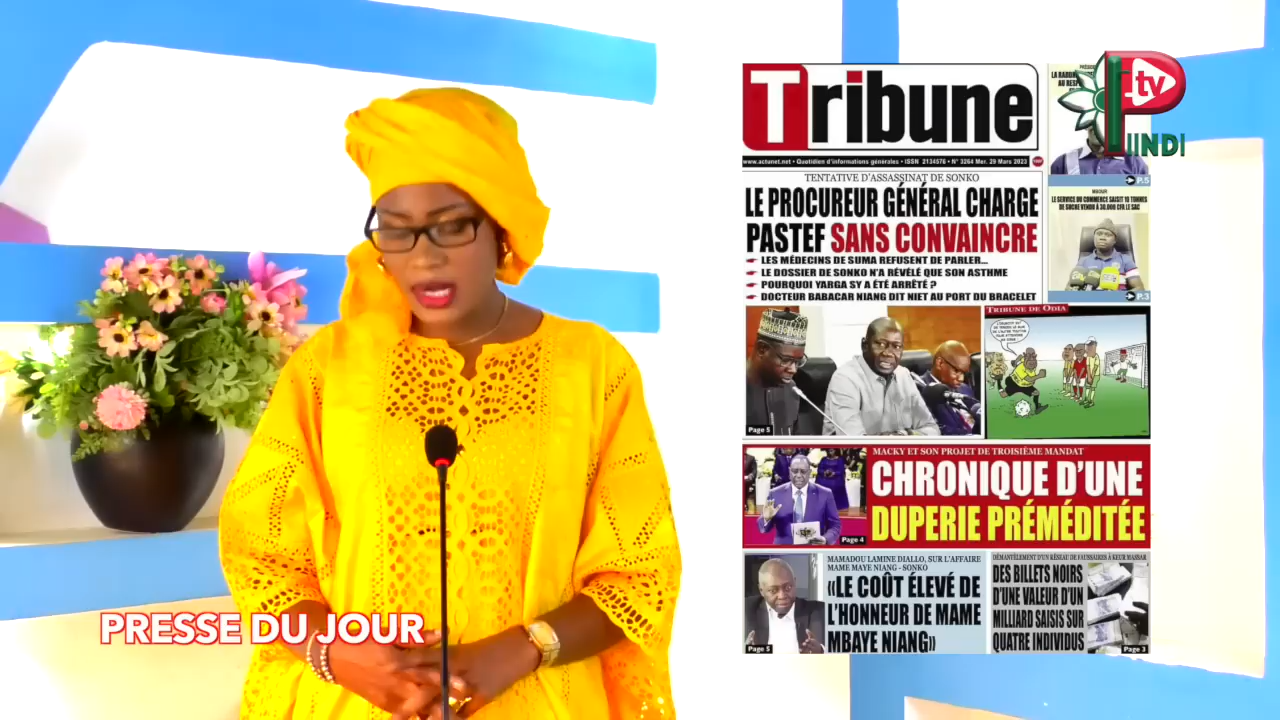 Tribune
www.actunet.net • Quotidien d'informations générales • ISSN 2134576 • N° 3264 Mer. 29 Mars 2023
TENTATIVE D'ASSASSINAT DE SONKO
LE PROCUREUR GÉNÉRAL CHARGE
PASTEF SANS CONVAINCRE
LES MÉDECINS DE SUMA REFUSENT DE PARLER...
LE DOSSIER DE SONKO N'A RÉVÉLÉ QUE SON ASTHME
POURQUOI YARGA SY A ÉTÉ ARRÊTÉ ?
DOCTEUR BABACAR NIANG DIT NIET AU PORT DU BRACELET
Page 5
tv
PIINDI
P.5
LE SERVICE DU COMMERCE SAISIT 19 TONNES
DE SUCRE VENDU À 30.000 CFA LE SAC
P.3
TRIBUNE DE ODIA
MACKY ET SON PROJET DE TROISIÈME MANDAT
CHRONIQUE D'UNE
DUPERIE PRÉMÉDITÉE
Page 4
MAMADOU LAMINE DIALLO, SUR L'AFFAIRE
MAME MAYE NIANG - SONKO
«LE COÛT ÉLEVÉ DE
L'HONNEUR DE MAME
MBAYE NIANG»
Page 5
DÉMANTÈLEMENT D'UN RÉSEAU DE FAUSSAIRES À KEUR MASSAR
DES BILLETS NOIRS
D'UNE VALEUR D'UN
MILLIARD SAISIS SUR
QUATRE INDIVIDUS
Page 3
PRESSE DU JOUR